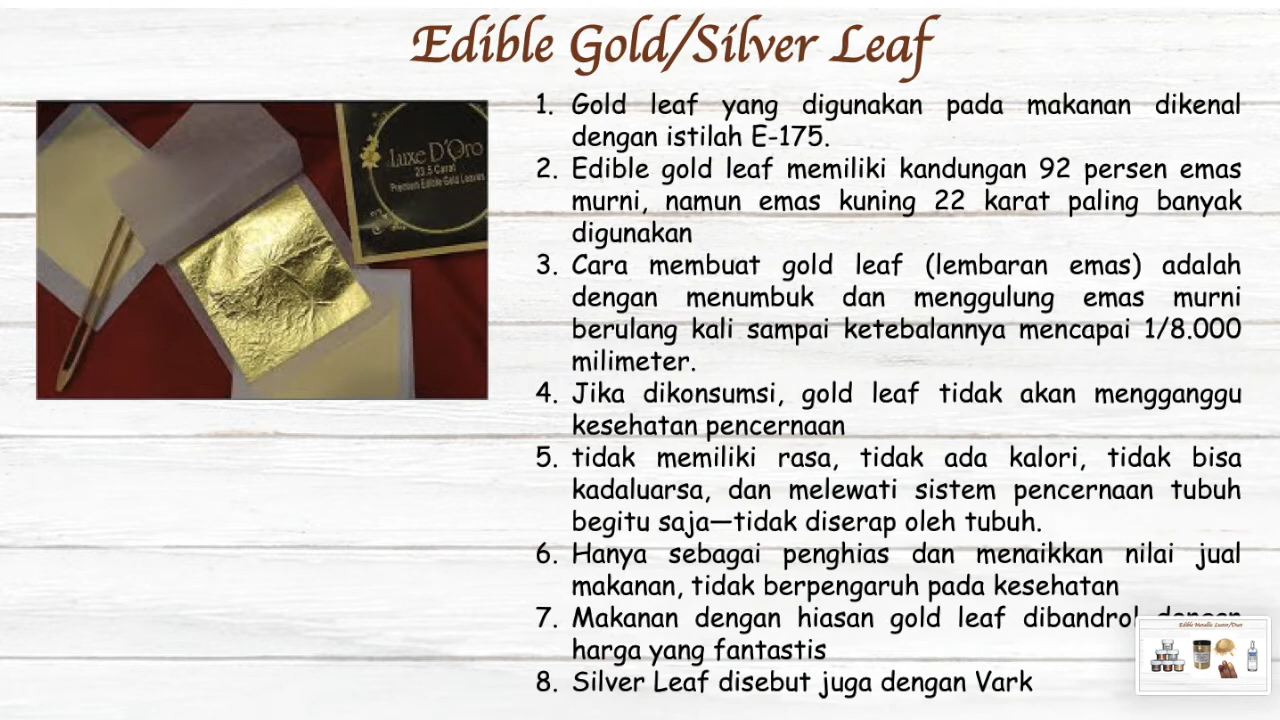 Edible Gold/Silver Leaf
Luxe D'Oro
23.5 Carat
Premium Edible Gold Leaves
1. Gold leaf yang digunakan pada makanan dikenal
dengan istilah E-175.
2. Edible gold leaf memiliki kandungan 92 persen emas
murni, namun emas kuning 22 karat paling banyak
digunakan
3. Cara membuat gold leaf (lembaran emas) adalah
dengan menumbuk dan menggulung emas murni
berulang kali sampai ketebalannya mencapai 1/8.000
milimeter.
4. Jika dikonsumsi, gold leaf tidak akan mengganggu
kesehatan pencernaan
5. tidak memiliki rasa, tidak ada kalori, tidak bisa
kadaluarsa, dan melewati sistem pencernaan tubuh
begitu saja—tidak diserap oleh tubuh.
6. Hanya sebagai penghias dan menaikkan nilai jual
makanan, tidak berpengaruh pada kesehatan
7. Makanan dengan hiasan gold leaf dibandrol dengan
harga yang fantastis
8. Silver Leaf disebut juga dengan Vark
Edible Metallic Luster/Dust